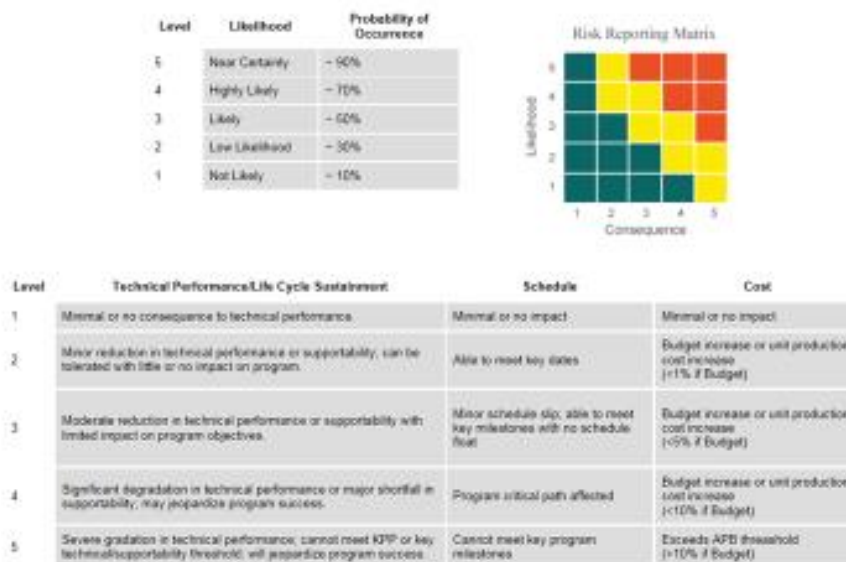 Level Likelihood Probability of Occurrence
5 Near Certainty ~ 90%
4 Highly Likely ~ 70%
3 Likely ~ 50%
2 Low Likelihood ~ 30%
1 Not Likely ~ 10%
Risk Reporting Matrix
Likelihood
5
4
3
2
1
1 2 3 4 5
Consequence
Level Technical Performance/Life Cycle Sustainment Schedule Cost
1 Minimal or no consequence to technical performance. Minimal or no impact Minimal or no impact
2 Minor reduction in technical performance or supportability, can be
tolerated with little or no impact on program.
Able to meet key dates
Budget increase or unit production
cost increase
(<1% if Budget)
3 Moderate reduction in technical performance or supportability with
limited impact on program objectives.
Minor schedule slip; able to meet
key milestones with no schedule
float
Budget increase or unit production
cost increase
(<5% if Budget)
4 Significant degradation in technical performance or major shortfall in
supportability; may jeopardize program success.
Program critical path affected
Budget increase or unit production
cost increase
(<10% if Budget)
5 Severe gradation in technical performance; cannot meet KPP or key
technical/supportability threshold; will jeopardize program success
Cannot meet key program
milestones
Exceeds APB threashold
(>10% if Budget)